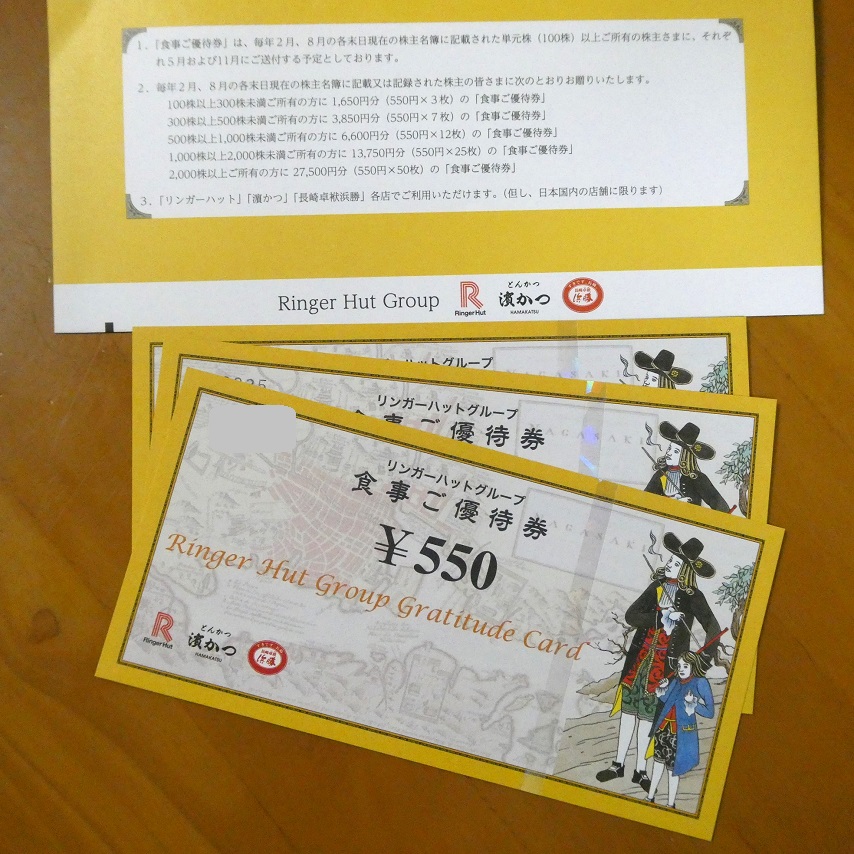 1.「食事ご優待券」は、毎年2月、8月の各末日現在の株主名簿に記載された単元株（100株）以上ご所有の株主さまに、それぞ
れ5月および11月にご送付する予定としております。
2. 毎年2月、8月の各末日現在の株主名簿に記載又は記録された株主の皆さまに次のとおりお贈りいたします。
100株以上300株未満ご所有の方に 1,650円分（550円×3枚）の「食事ご優待券」
300株以上500株未満ご所有の方に 3,850円分（550円×7枚）の「食事ご優待券」
500株以上1,000株未満ご所有の方に 6,600円分（550円×12枚）の「食事ご優待券」
1,000株以上2,000株未満ご所有の方に 13,750円分（550円×25枚）の「食事ご優待券」
2,000株以上ご所有の方に 27,500円分（550円×50枚）の「食事ご優待券」
3.「リンガーハット」「濵かつ」「長崎卓袱浜勝」各店でご利用いただけます。（但し、日本国内の店舗に限ります）
Ringer Hut Group
RingerHut
とんかつ
濵かつ
HAMAKATSU
浜勝
ハットグループ
リンガーハットグループ
食事ご優待券
NAGASAKI
リンガーハットグループ
食事ご優待券
NAGASAKI
¥550
Ringer Hut Group Gratitude Card
RingerHut
とんかつ
濵かつ
HAMAKATSU
浜勝